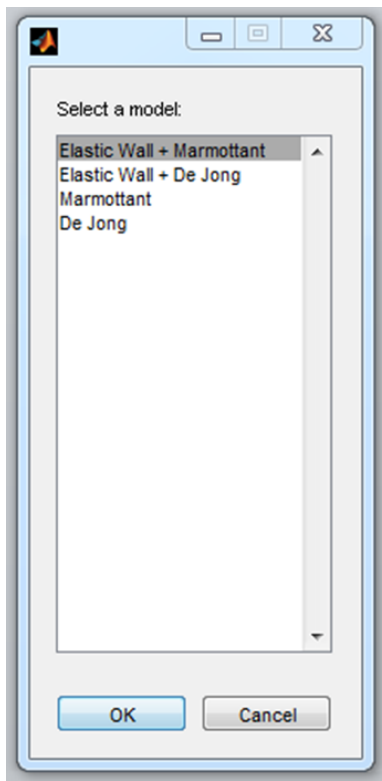 Select a model:
Elastic Wall + Marmottant
Elastic Wall + De Jong
Marmottant
De Jong
OK
Cancel